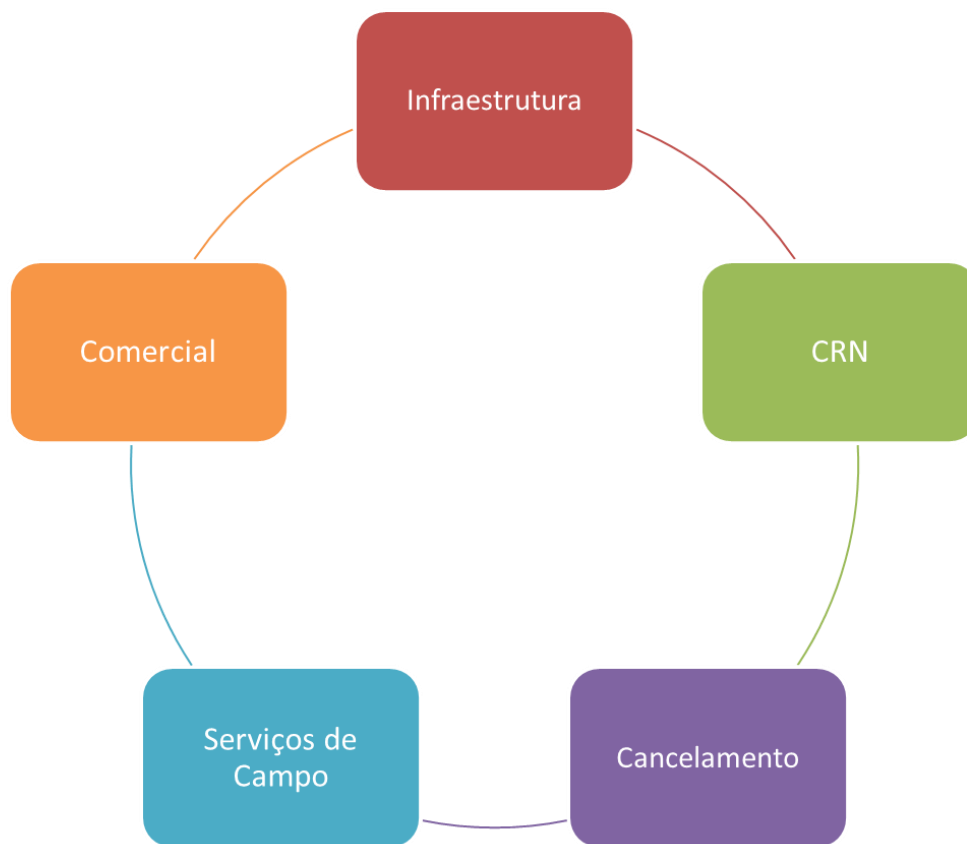 Infraestrutura
Comercial
CRN
Serviços de
Campo
Cancelamento